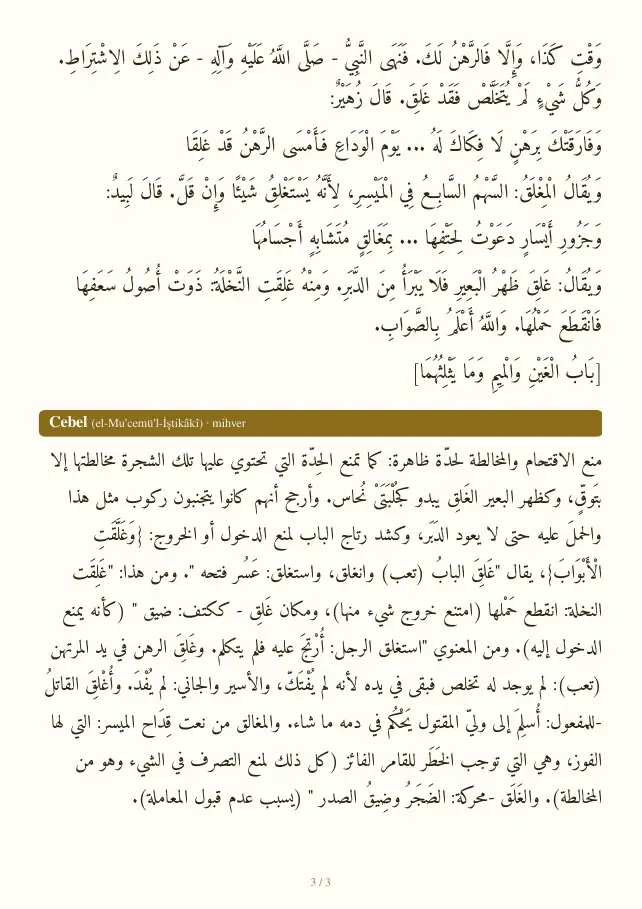 وَقْتِ كَذَا، وَإِلَّا فَالرَّهْنُ لَكَ. فَنَهَى النَّبِيُّ - صَلَّى اللَّهُ عَلَيْهِ وَآلِهِ - عَنْ ذَلِكَ الِاشْتِرَاطِ.
وَكُلُّ شَيْءٍ لَمْ يُتَخَلَّصْ فَقَدْ غَلِقَ. قَالَ زُهَيْرٌ:
وَفَارَقَتْكَ بِرَهْنٍ لَا فِكَاكَ لَهُ ... يَوْمَ الْوَدَاعِ فَأَمْسَى الرَّهْنُ قَدْ غَلِقَا
وَيُقَالُ الْمِغْلَقُ: السَّهْمُ السَّابِعُ فِي الْمَيْسِرِ، لِأَنَّهُ يَسْتَغْلِقُ شَيْئًا وَإِنْ قَلَّ. قَالَ لَبِيدٌ:
وَجَزُورِ أَيْسَارٍ دَعَوْتُ لِحَتْفِهَا ... بِمَغَالِقٍ مُتَشَابِهٍ أَجْسَامُهَا
وَيُقَالُ: غَلِقَ ظَهْرُ الْبَعِيرِ فَلَا يَبْرَأُ مِنَ الدَّبَرِ. وَمِنْهُ غَلِقَتِ النَّخْلَةُ: ذَوَتْ أُصُولُ سَعَفِهَا
فَانْقَطَعَ حَمْلُهَا. وَاللَّهُ أَعْلَمُ بِالصَّوَابِ.
[بَابُ الْغَيْنِ وَالْمِيمِ وَمَا يَثْلِثُهُمَا]
Cebel (el-Mu'cemü'l-İştikâkî) · mihver
منع الاقتحام والمخالطة لحدّة ظاهرة: كما تمنع الحِدّة التي تحتوي عليها تلك الشجرة مخالطتها إلا
بتَوقٍّ، وكظهر البعير الغَلِق يبدو كجُلْبَتَىْ نُحاس. وأرجح أنهم كانوا يتجنبون ركوب مثل هذا
والحملَ عليه حتى لا يعود الدَبَر، وكشد رتاج الباب لمنع الدخول أو الخروج: {وَغَلَّقَتِ
الْأَبْوَابَ}، يقال "غَلِقَ البابُ (تعب) وانغلق، واستغلق: عَسُر فتحه ". ومن هذا: "غَلِقَت
النخلة: انقطع حَمْلها (امتنع خروج شيء منها)، ومكان غَلِق - ككتف: ضيق " (كأنه يمنع
الدخول إليه). ومن المعنوي "استغلق الرجل: أُرْتِجَ عليه فلم يتكلم. وغَلِقَ الرهن في يد المرتهن
(تعب): لم يوجد له تخلص فبقى في يده لأنه لم يُفْتَكّ، والأسير والجاني: لم يُفْدَ. وأُغْلِقَ القاتلُ
-للمفعول: أُسلِمَ إلى وليّ المقتول يَحْكُم في دمه ما شاء. والمغالق من نعت قِدَاح الميسر: التي لها
الفوز، وهي التي توجب الخَطَر للقامر الفائز (كل ذلك لمنع التصرف في الشيء وهو من
المخالطة). والغَلَق -محركة: الضَجَرُ وضِيقُ الصدر " (بسبب عدم قبول المعاملة).
3 / 3